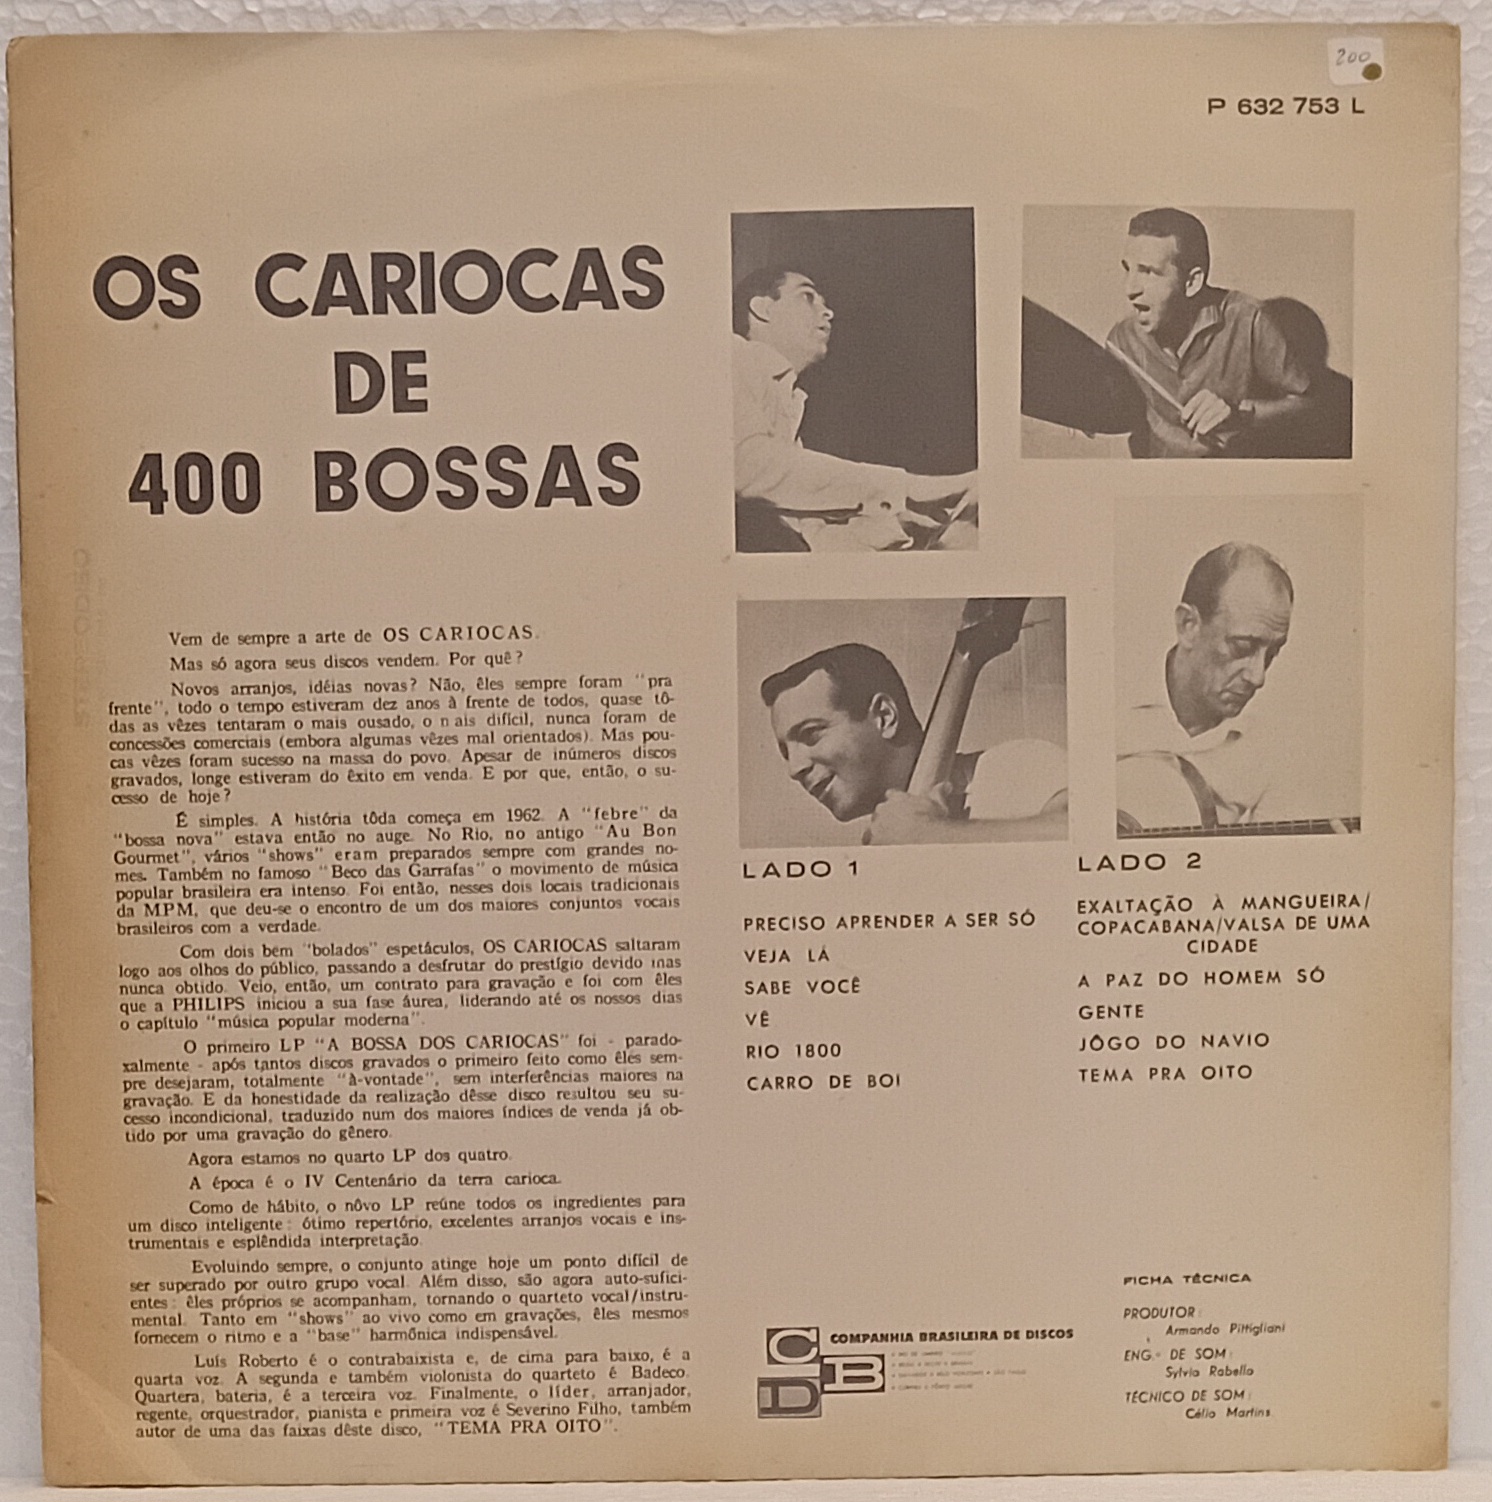 200
P 632 753 L
OS CARIOCAS
DE
400 BOSSAS
Vem de sempre a arte de OS CARIOCAS.
Mas só agora seus discos vendem. Por quê?
Novos arranjos, idéias novas? Não, êles sempre foram "pra
frente", todo o tempo estiveram dez anos à frente de todos, quase tô-
das as vêzes tentaram o mais ousado, o n ais difícil, nunca foram de
concessões comerciais (embora algumas vêzes mal orientados). Mas pou-
cas vêzes foram sucesso na massa do povo. Apesar de inúmeros discos
gravados, longe estiveram do êxito em venda. E por que, então, o su-
cesso de hoje?
É simples. A história tôda começa em 1962. A "febre" da
"bossa nova" estava então no auge. No Rio, no antigo "Au Bon
Gourmet", vários "shows" eram preparados sempre com grandes no-
mes. Também no famoso "Beco das Garrafas" o movimento de música
popular brasileira era intenso. Foi então, nesses dois locais tradicionais
da MPM, que deu-se o encontro de um dos maiores conjuntos vocais
brasileiros com a verdade.
Com dois bem "bolados" espetáculos, OS CARIOCAS saltaram
logo aos olhos do público, passando a desfrutar do prestígio devido mas
nunca obtido. Veio, então, um contrato para gravação e foi com êles
que a PHILIPS iniciou a sua fase áurea, liderando até os nossos dias
o capítulo "música popular moderna".
O primeiro LP "A BOSSA DOS CARIOCAS" foi - parado-
xalmente - após tantos discos gravados o primeiro feito como êles sem-
pre desejaram, totalmente "à-vontade", sem interferências maiores na
gravação. E da honestidade da realização dêsse disco resultou seu su-
cesso incondicional, traduzido num dos maiores índices de venda já ob-
tido por uma gravação do gênero.
Agora estamos no quarto LP dos quatro.
A época é o IV Centenário da terra carioca.
Como de hábito, o nôvo LP reúne todos os ingredientes para
um disco inteligente: ótimo repertório, excelentes arranjos vocais e ins-
trumentais e esplêndida interpretação.
Evoluindo sempre, o conjunto atinge hoje um ponto difícil de
ser superado por outro grupo vocal. Além disso, são agora auto-sufici-
entes: êles próprios se acompanham, tornando o quarteto vocal/instru-
mental. Tanto em "shows" ao vivo como em gravações, êles mesmos
fornecem o ritmo e a "base" harmônica indispensável.
Luís Roberto é o contrabaixista e, de cima para baixo, é a
quarta voz. A segunda e também violonista do quarteto é Badeco.
Quartera, bateria, é a terceira voz. Finalmente, o líder, arranjador,
regente, orquestrador, pianista e primeira voz é Severino Filho, também
autor de uma das faixas dêste disco, "TEMA PRA OITO".
LADO 1
PRECISO APRENDER A SER SÓ
VEJA LÁ
SABE VOCÊ
VÊ
RIO 1800
CARRO DE BOI
LADO 2
EXALTAÇÃO À MANGUEIRA/
COPACABANA/VALSA DE UMA
CIDADE
A PAZ DO HOMEM SÓ
GENTE
JÔGO DO NAVIO
TEMA PRA OITO
CBD
COMPANHIA BRASILEIRA DE DISCOS
FICHA TÉCNICA
PRODUTOR:
Armando Pittigliani
ENG.º DE SOM:
Sylvio Rabello
TÉCNICO DE SOM:
Célio Martins